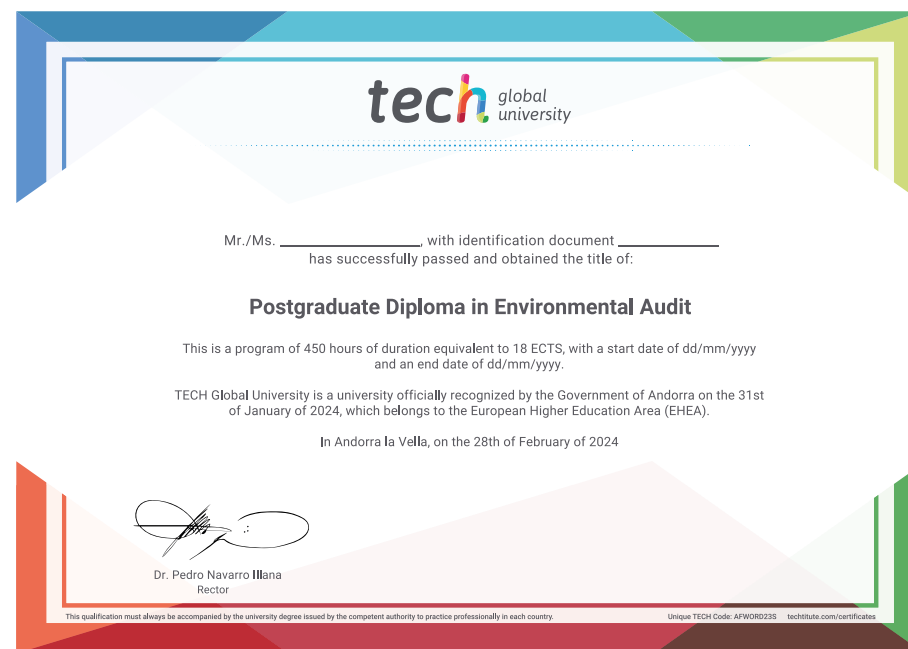 tech global
university
Mr./Ms. ____________, with identification document ____________
has successfully passed and obtained the title of:
Postgraduate Diploma in Environmental Audit
This is a program of 450 hours of duration equivalent to 18 ECTS, with a start date of dd/mm/yyyy
and an end date of dd/mm/yyyy.
TECH Global University is a university officially recognized by the Government of Andorra on the 31st
of January of 2024, which belongs to the European Higher Education Area (EHEA).
In Andorra la Vella, on the 28th of February of 2024
Dr. Pedro Navarro Illana
Rector
This qualification must always be accompanied by the university degree issued by the competent authority to practice professionally in each country.
Unique TECH Code: AFWORD23S techtitute.com/certificates